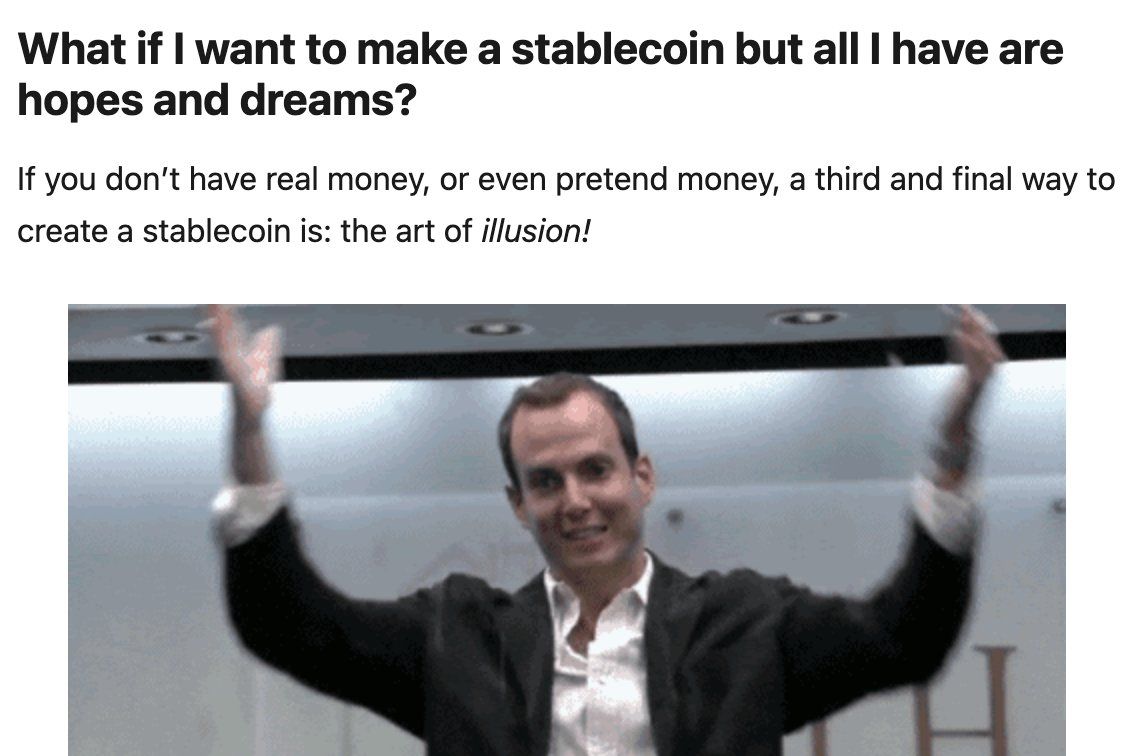 What if I want to make a stablecoin but all I have are
hopes and dreams?
If you don’t have real money, or even pretend money, a third and final way to
create a stablecoin is: the art of illusion!